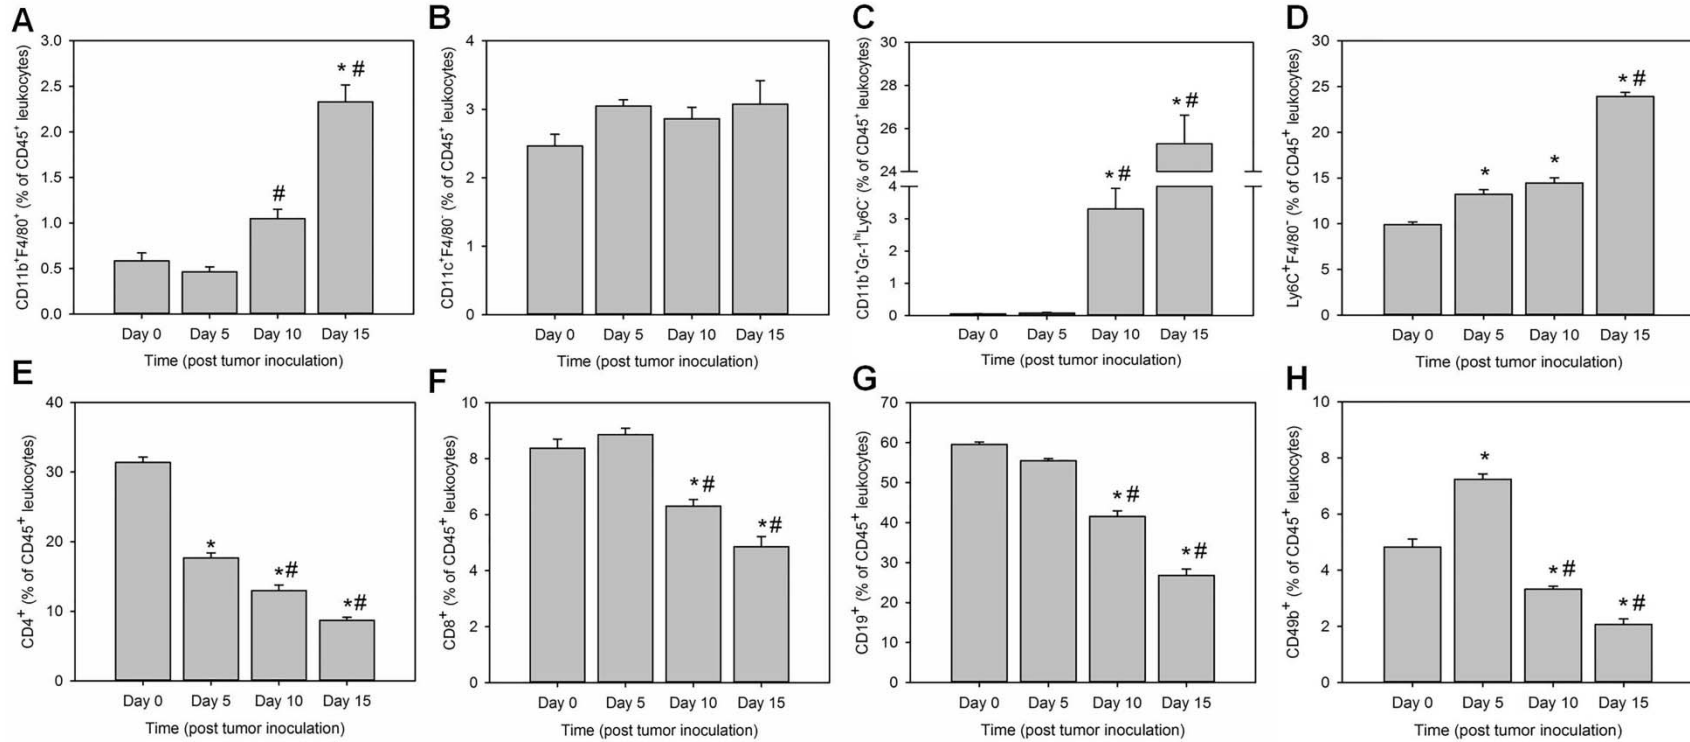 A
CD11b⁺F4/80⁺ (% of CD45⁺ leukocytes)
3.0
2.5
2.0
1.5
1.0
0.5
0.0
* #
#
Day 0 Day 5 Day 10 Day 15
Time (post tumor inoculation)
B
CD11c⁺F4/80⁻ (% of CD45⁺ leukocytes)
4
3
2
1
0
Day 0 Day 5 Day 10 Day 15
Time (post tumor inoculation)
C
CD11b⁺Gr-1ʰⁱLy6C⁻ (% of CD45⁺ leukocytes)
30
28
26
24
4
3
2
1
0
* #
* #
Day 0 Day 5 Day 10 Day 15
Time (post tumor inoculation)
D
Ly6C⁺F4/80⁻ (% of CD45⁺ leukocytes)
30
25
20
15
10
5
0
*
*
* #
Day 0 Day 5 Day 10 Day 15
Time (post tumor inoculation)
E
CD4⁺ (% of CD45⁺ leukocytes)
40
30
20
10
0
*
*#
*#
Day 0 Day 5 Day 10 Day 15
Time (post tumor inoculation)
F
CD8⁺ (% of CD45⁺ leukocytes)
10
8
6
4
2
0
*#
*#
Day 0 Day 5 Day 10 Day 15
Time (post tumor inoculation)
G
CD19⁺ (% of CD45⁺ leukocytes)
70
60
50
40
30
20
10
0
*#
*#
Day 0 Day 5 Day 10 Day 15
Time (post tumor inoculation)
H
CD49b⁺ (% of CD45⁺ leukocytes)
10
8
6
4
2
0
*
*#
*#
Day 0 Day 5 Day 10 Day 15
Time (post tumor inoculation)